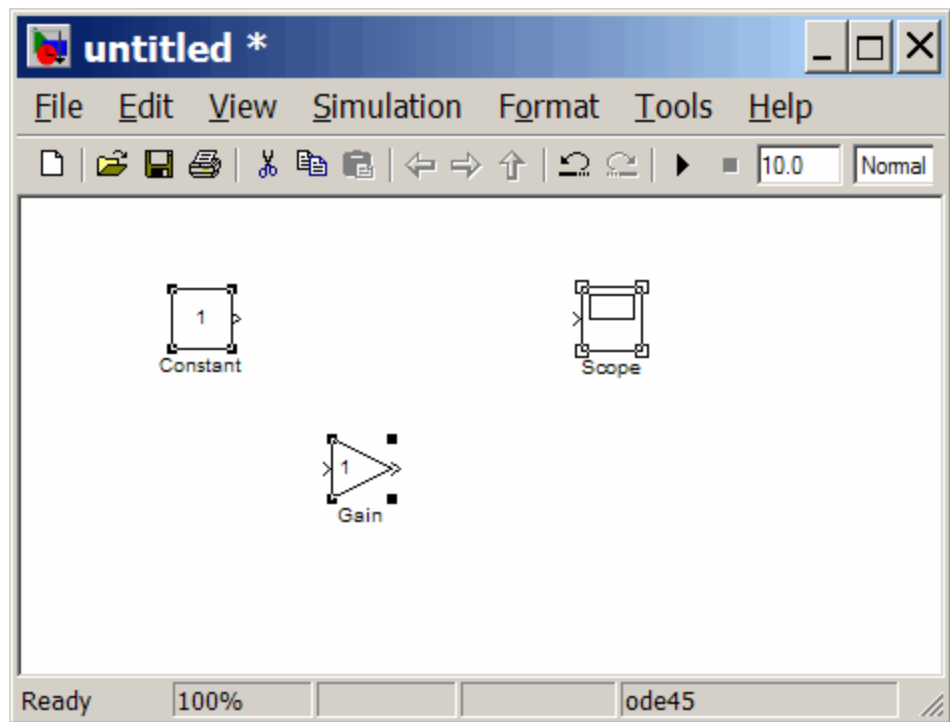 untitled *
File Edit View Simulation Format Tools Help
10.0 Normal
1
Constant
Scope
1
Gain
Ready 100% ode45